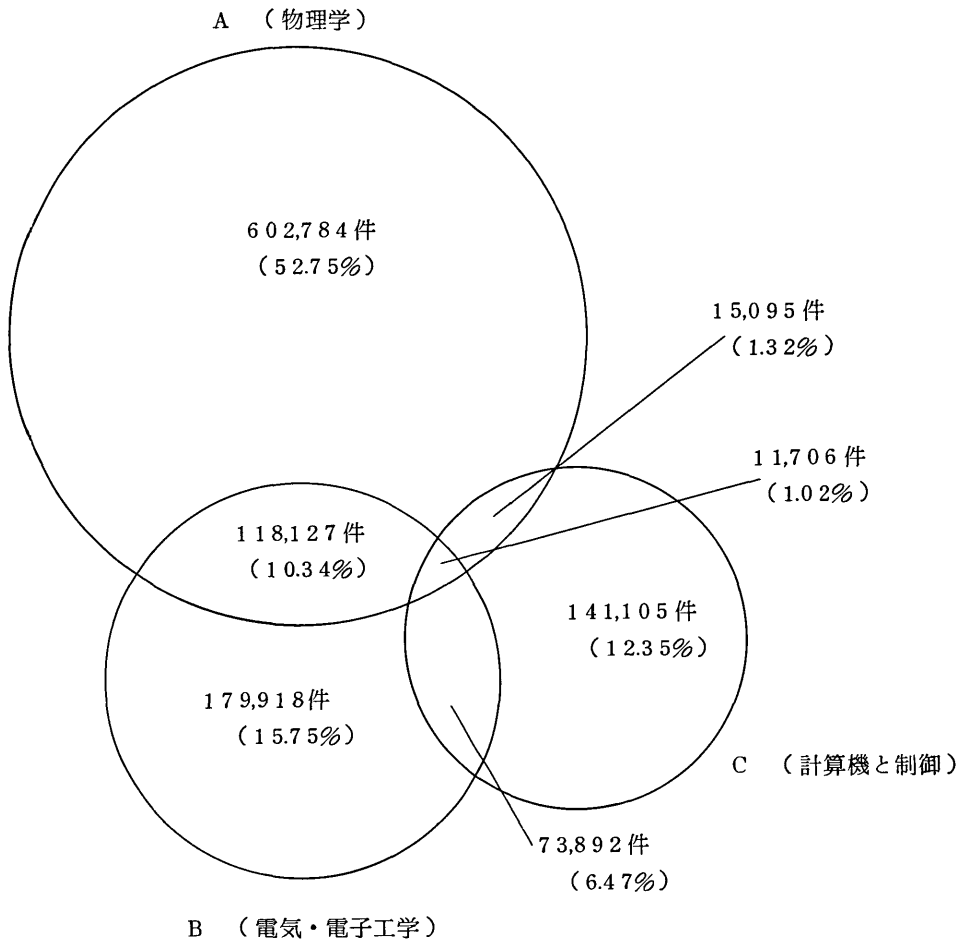 A （物理学）
602,784件
（52.75%）
15,095件
（1.32%）
11,706件
（1.02%）
118,127件
（10.34%）
141,105件
（12.35%）
179,918件
（15.75%）
C （計算機と制御）
73,892件
（6.47%）
B （電気・電子工学）